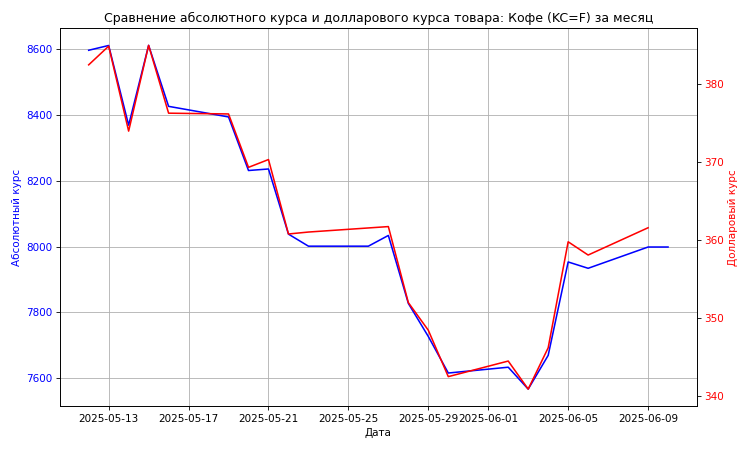 Сравнение абсолютного курса и долларового курса товара: Кофе (KC=F) за месяц
8600
8400
8200
8000
7800
7600
Абсолютный курс
380
370
360
350
340
Долларовый курс
2025-05-13 2025-05-17 2025-05-21 2025-05-25 2025-05-29 2025-06-01 2025-06-05 2025-06-09
Дата